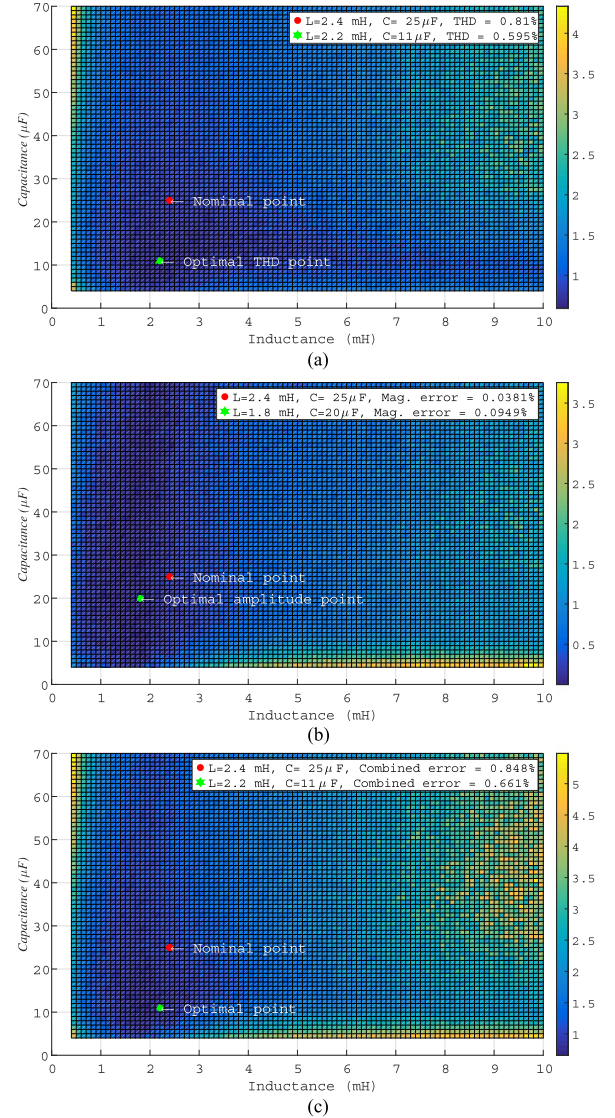 L=2.4 mH, C= 25μF, THD = 0.81%
L=2.2 mH, C=11μF, THD = 0.595%
Nominal point
Optimal THD point
Capacitance (μF)
70
60
50
40
30
20
10
0
0 1 2 3 4 5 6 7 8 9 10
Inductance (mH)
4
3.5
3
2.5
2
1.5
1
(a)
L=2.4 mH, C= 25μF, Mag. error = 0.0381%
L=1.8 mH, C=20μF, Mag. error = 0.0949%
Nominal point
Optimal amplitude point
Capacitance (μF)
70
60
50
40
30
20
10
0
0 1 2 3 4 5 6 7 8 9 10
Inductance (mH)
3.5
3
2.5
2
1.5
1
0.5
(b)
L=2.4 mH, C= 25μF, Combined error = 0.848%
L=2.2 mH, C=11μF, Combined error = 0.661%
Nominal point
Optimal point
Capacitance (μF)
70
60
50
40
30
20
10
0
0 1 2 3 4 5 6 7 8 9 10
Inductance (mH)
5
4.5
4
3.5
3
2.5
2
1.5
1
(c)